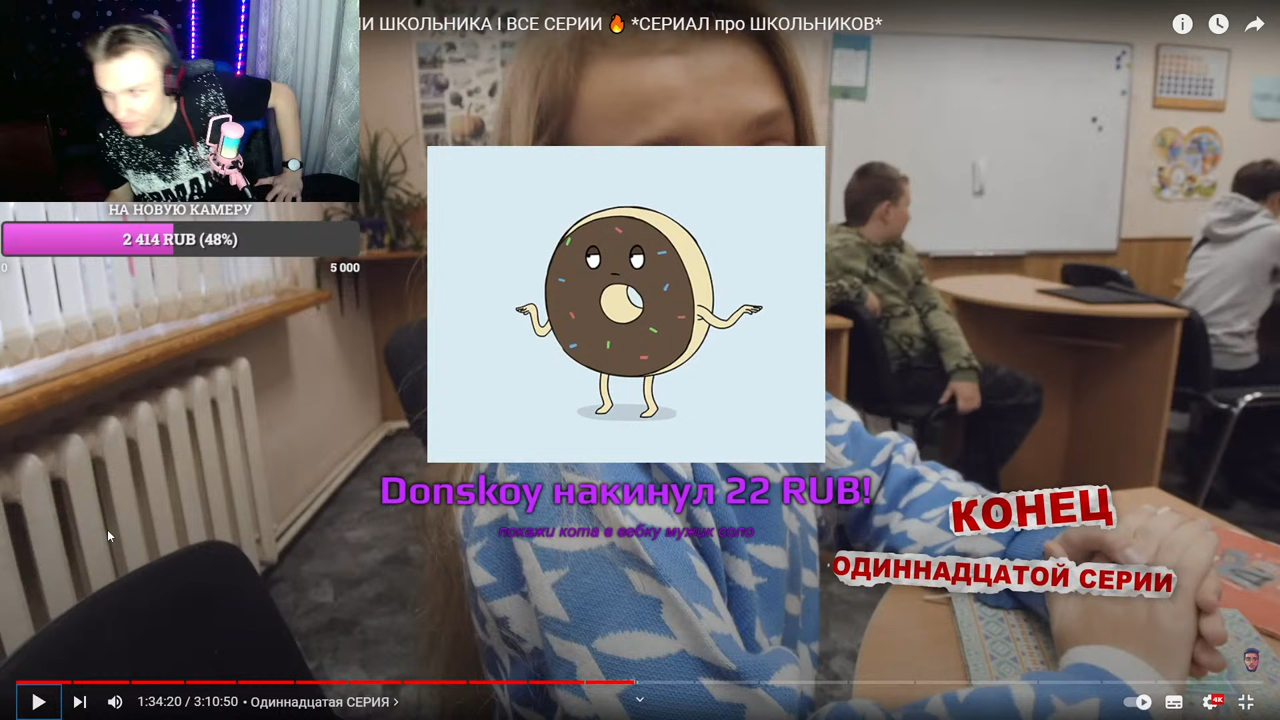 И ШКОЛЬНИКА I ВСЕ СЕРИИ 🔥 *СЕРИАЛ про ШКОЛЬНИКОВ*
НА НОВУЮ КАМЕРУ
2 414 RUB (48%)
0
5 000
Donskoy накинул 22 RUB!
покажи кота в вебку мужик соло
КОНЕЦ
ОДИННАДЦАТОЙ СЕРИИ
1:34:20 / 3:10:50 • Одиннадцатая СЕРИЯ
4K